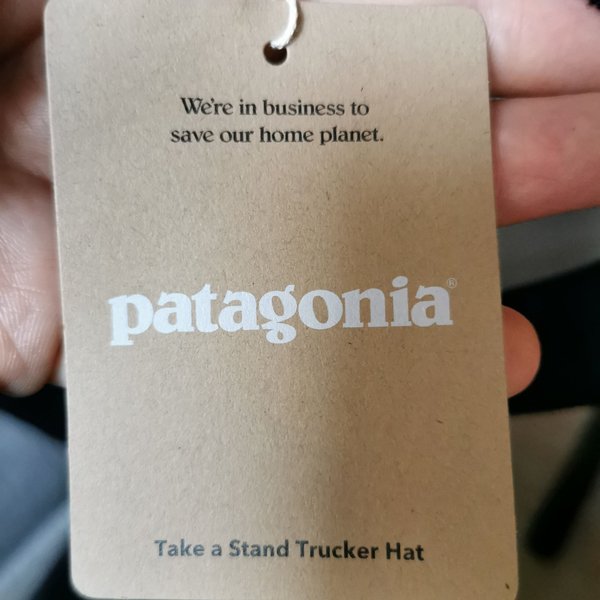 We're in business to
save our home planet.
patagonia®
Take a Stand Trucker Hat